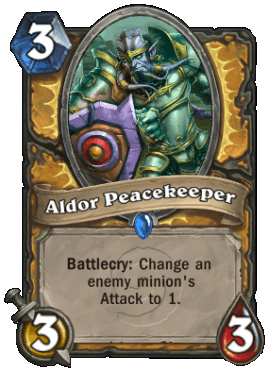 3
Aldor Peacekeeper
Battlecry: Change an
enemy minion's
Attack to 1.
3
3